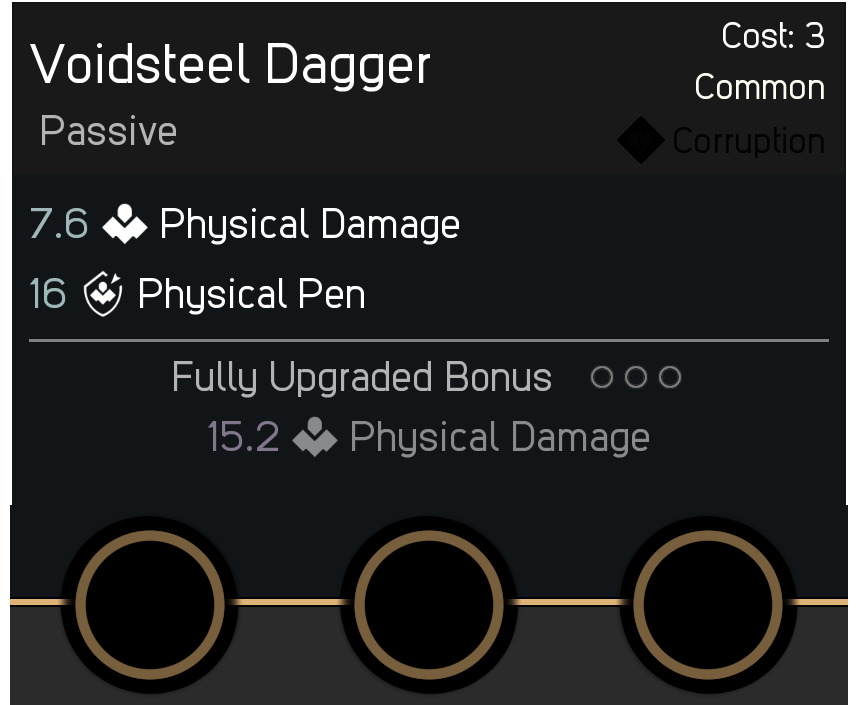 Voidsteel Dagger
Cost: 3
Common
Passive
Corruption
7.6 Physical Damage
16 Physical Pen
Fully Upgraded Bonus
15.2 Physical Damage